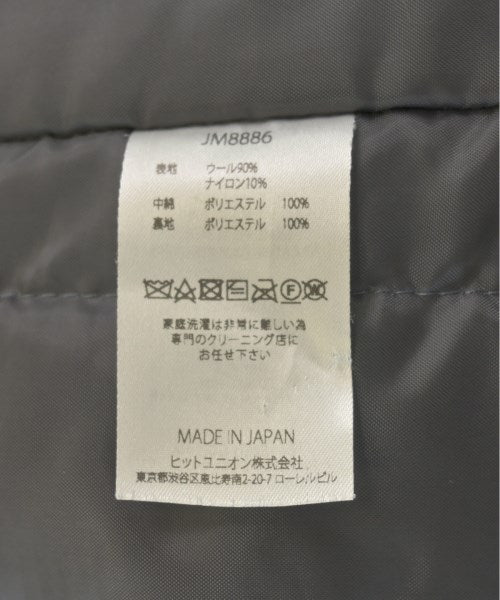 JM8886
表地 ウール90%
ナイロン10%
中綿 ポリエステル 100%
裏地 ポリエステル 100%
家庭洗濯は非常に難しい為
専門のクリーニング店に
お任せ下さい
MADE IN JAPAN
ヒットユニオン株式会社
東京都渋谷区恵比寿南2-20-7 ローレルビル